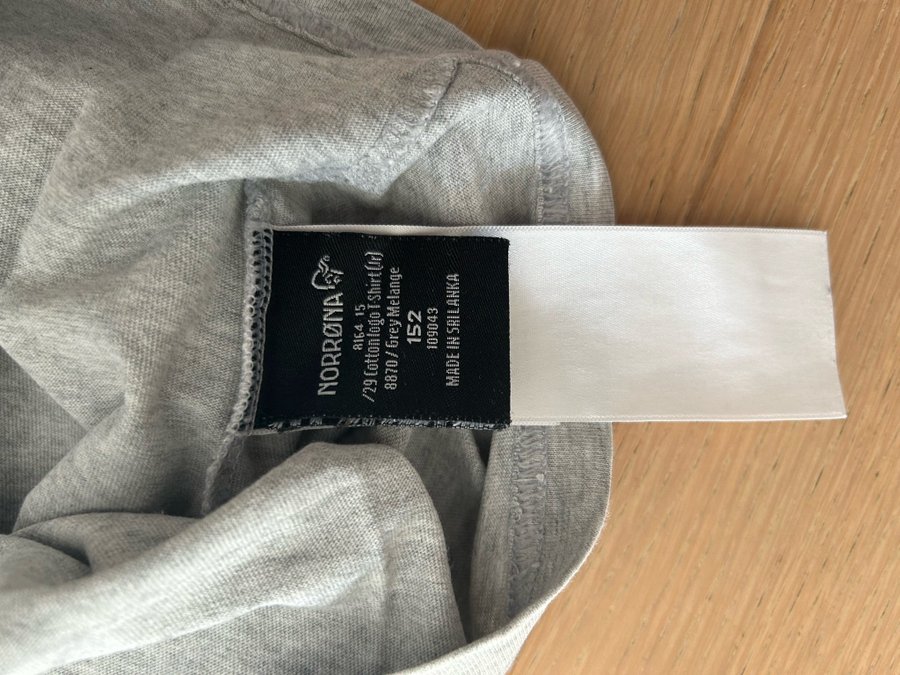 NORRØNA
8164 15
/29 Cotton logo T Shirt (Jr)
8870 / Grey Melange
152
109043
MADE IN SRI LANKA